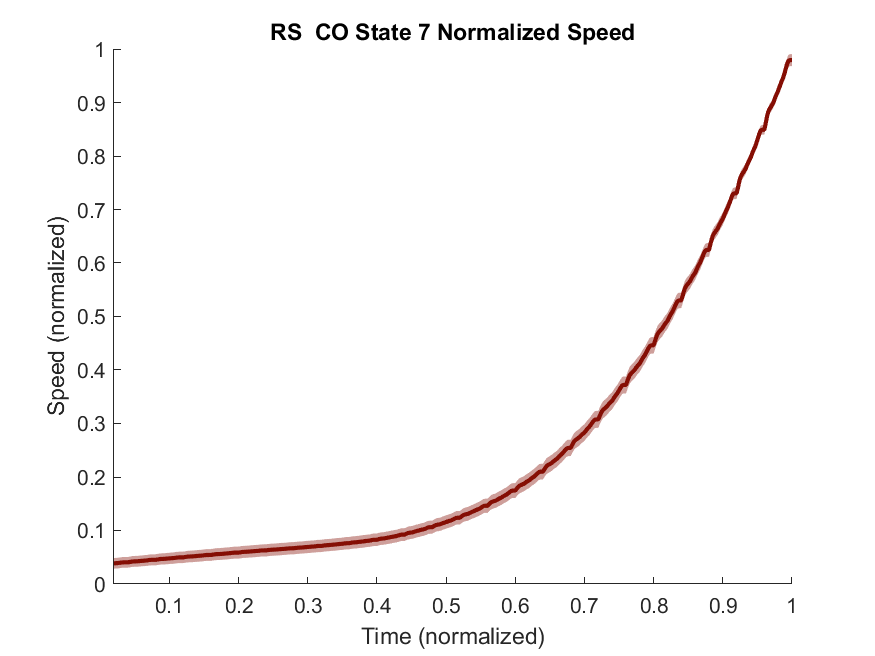 RS  CO State 7 Normalized Speed
1
0.9
0.8
0.7
0.6
0.5
0.4
0.3
0.2
0.1
0
Speed (normalized)
0.1 0.2 0.3 0.4 0.5 0.6 0.7 0.8 0.9 1
Time (normalized)